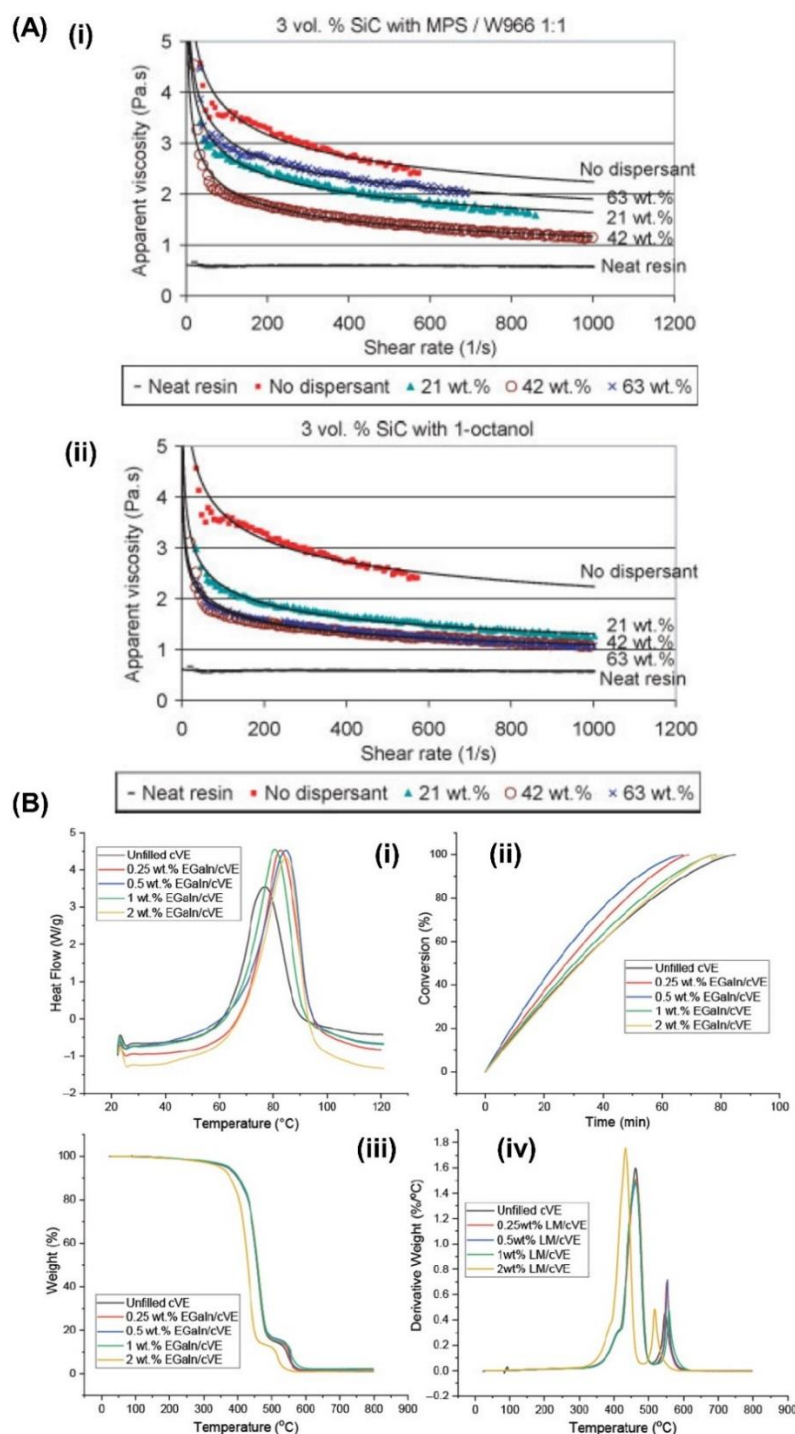 (A)
(i)
3 vol. % SiC with MPS / W966 1:1
Apparent viscosity (Pa.s)
5
4
3
2
1
0
No dispersant
63 wt.%
21 wt.%
42 wt.%
Neat resin
0 200 400 600 800 1000 1200
Shear rate (1/s)
– Neat resin No dispersant 21 wt.% 42 wt.% 63 wt.%
(ii)
3 vol. % SiC with 1-octanol
Apparent viscosity (Pa.s)
5
4
3
2
1
0
No dispersant
21 wt.%
42 wt.%
63 wt.%
Neat resin
0 200 400 600 800 1000 1200
Shear rate (1/s)
– Neat resin No dispersant 21 wt.% 42 wt.% 63 wt.%
(B)
(i)
Heat Flow (W/g)
5
4
3
2
1
0
−1
−2
Unfilled cVE
0.25 wt.% EGaIn/cVE
0.5 wt.% EGaIn/cVE
1 wt.% EGaIn/cVE
2 wt.% EGaIn/cVE
20 40 60 80 100 120
Temperature (°C)
(ii)
Conversion (%)
100
80
60
40
20
0
Unfilled cVE
0.25 wt.% EGaIn/cVE
0.5 wt.% EGaIn/cVE
1 wt.% EGaIn/cVE
2 wt.% EGaIn/cVE
0 20 40 60 80 100
Time (min)
(iii)
Weight (%)
100
80
60
40
20
0
Unfilled cVE
0.25 wt.% EGaIn/cVE
0.5 wt.% EGaIn/cVE
1 wt.% EGaIn/cVE
2 wt.% EGaIn/cVE
0 100 200 300 400 500 600 700 800 900
Temperature (°C)
(iv)
Derivative Weight (%/°C)
1.8
1.6
1.4
1.2
1.0
0.8
0.6
0.4
0.2
0.0
−0.2
Unfilled cVE
0.25wt% LM/cVE
0.5wt% LM/cVE
1wt% LM/cVE
2wt% LM/cVE
0 100 200 300 400 500 600 700 800 900
Temperature (°C)